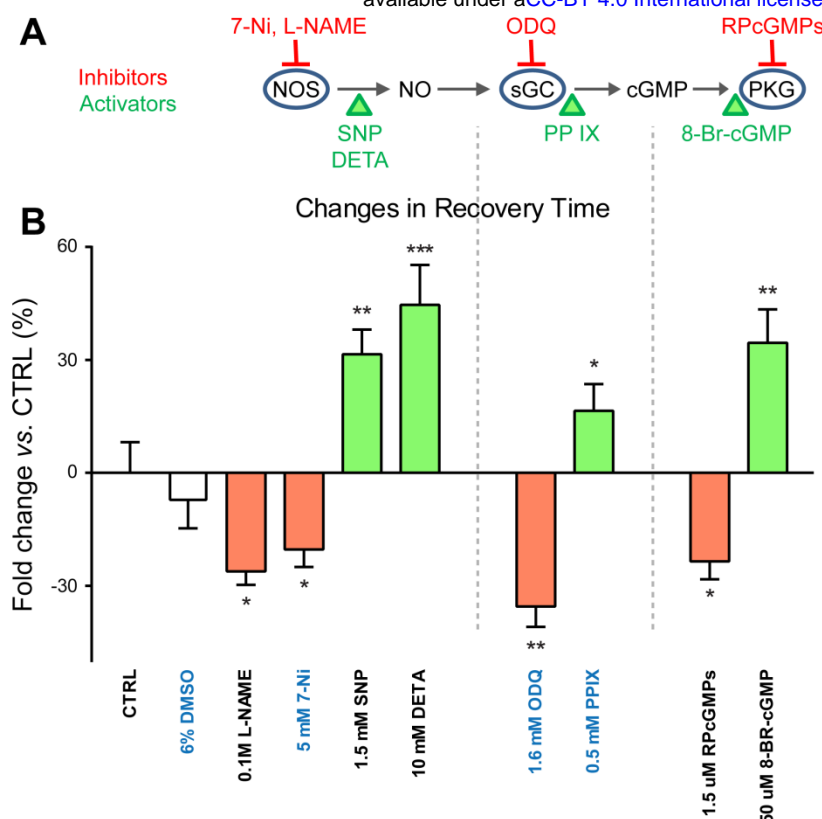 available under aCC-BY 4.0 International license
A
7-Ni, L-NAME ODQ RPcGMPs
Inhibitors
Activators
NOS NO sGC cGMP PKG
SNP PP IX 8-Br-cGMP
DETA
B
Changes in Recovery Time
Fold change vs. CTRL (%)
60
30
0
-30
***
**
*
**
*
*
**
*
CTRL
6% DMSO
0.1M L-NAME
5 mM 7-Ni
1.5 mM SNP
10 mM DETA
1.6 mM ODQ
0.5 mM PPIX
1.5 uM RPcGMPs
uM 8-BR-cGMP